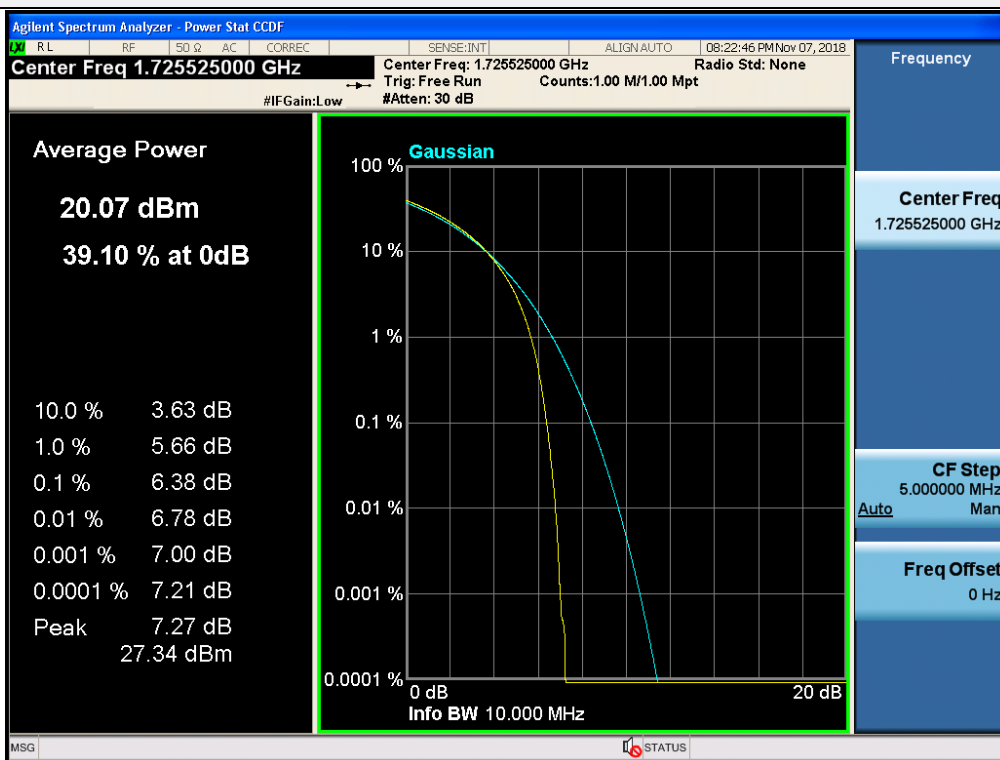 Agilent Spectrum Analyzer - Power Stat CCDF
LXI RL RF 50 Ω AC CORREC SENSE:INT ALIGN AUTO 08:22:46 PM Nov 07, 2018
Center Freq 1.725525000 GHz
Center Freq: 1.725525000 GHz Radio Std: None
Trig: Free Run Counts:1.00 M/1.00 Mpt
#IFGain:Low #Atten: 30 dB
Average Power
20.07 dBm
39.10 % at 0dB
10.0 % 3.63 dB
1.0 % 5.66 dB
0.1 % 6.38 dB
0.01 % 6.78 dB
0.001 % 7.00 dB
0.0001 % 7.21 dB
Peak 7.27 dB
27.34 dBm
Gaussian
100 %
10 %
1 %
0.1 %
0.01 %
0.001 %
0.0001 %
0 dB 20 dB
Info BW 10.000 MHz
Frequency
Center Freq
1.725525000 GHz
CF Step
5.000000 MHz
Auto Man
Freq Offset
0 Hz
MSG STATUS